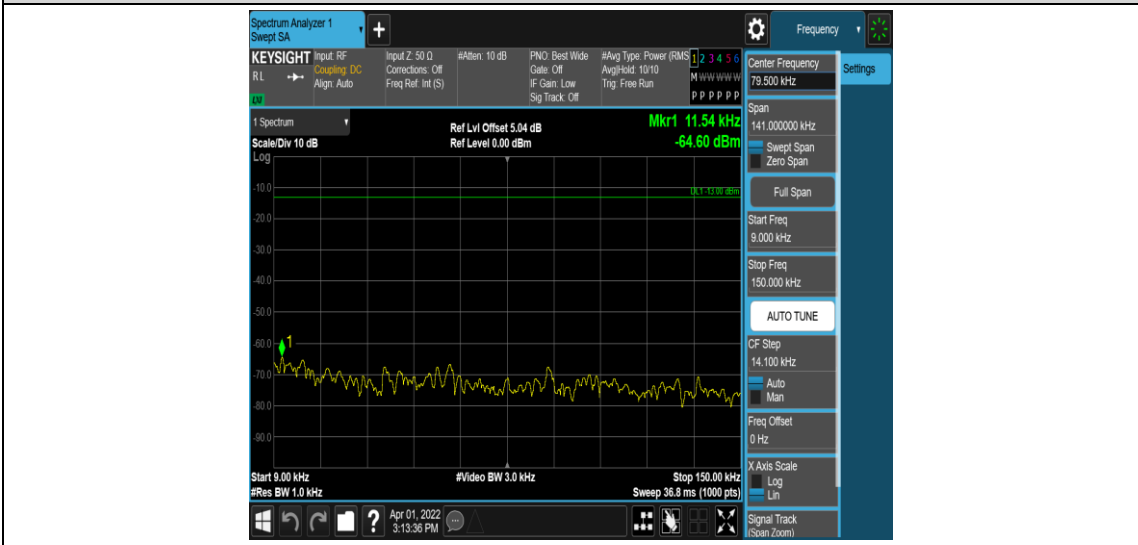 Spectrum Analyzer 1
Swept SA
+
Frequency
KEYSIGHT
RL
LXI
Input: RF
Coupling: DC
Align: Auto
Input Z: 50 Ω
Corrections: Off
Freq Ref: Int (S)
#Atten: 10 dB
PNO: Best Wide
Gate: Off
IF Gain: Low
Sig Track: Off
#Avg Type: Power (RMS
Avg|Hold: 10/10
Trig: Free Run
1 2 3 4 5 6
M W W W W W
P P P P P P
Center Frequency
79.500 kHz
Settings
Span
141.000000 kHz
Swept Span
Zero Span
Full Span
Start Freq
9.000 kHz
Stop Freq
150.000 kHz
AUTO TUNE
CF Step
14.100 kHz
Auto
Man
Freq Offset
0 Hz
X Axis Scale
Log
Lin
Signal Track
(Span Zoom)
1 Spectrum
Scale/Div 10 dB
Log
Ref Lvl Offset 5.04 dB
Ref Level 0.00 dBm
Mkr1 11.54 kHz
-64.60 dBm
DL1 -13.00 dBm
-10.0
-20.0
-30.0
-40.0
-50.0
-60.0
1
-70.0
-80.0
-90.0
Start 9.00 kHz
#Res BW 1.0 kHz
#Video BW 3.0 kHz
Stop 150.00 kHz
Sweep 36.8 ms (1000 pts)
?
Apr 01, 2022
3:13:36 PM